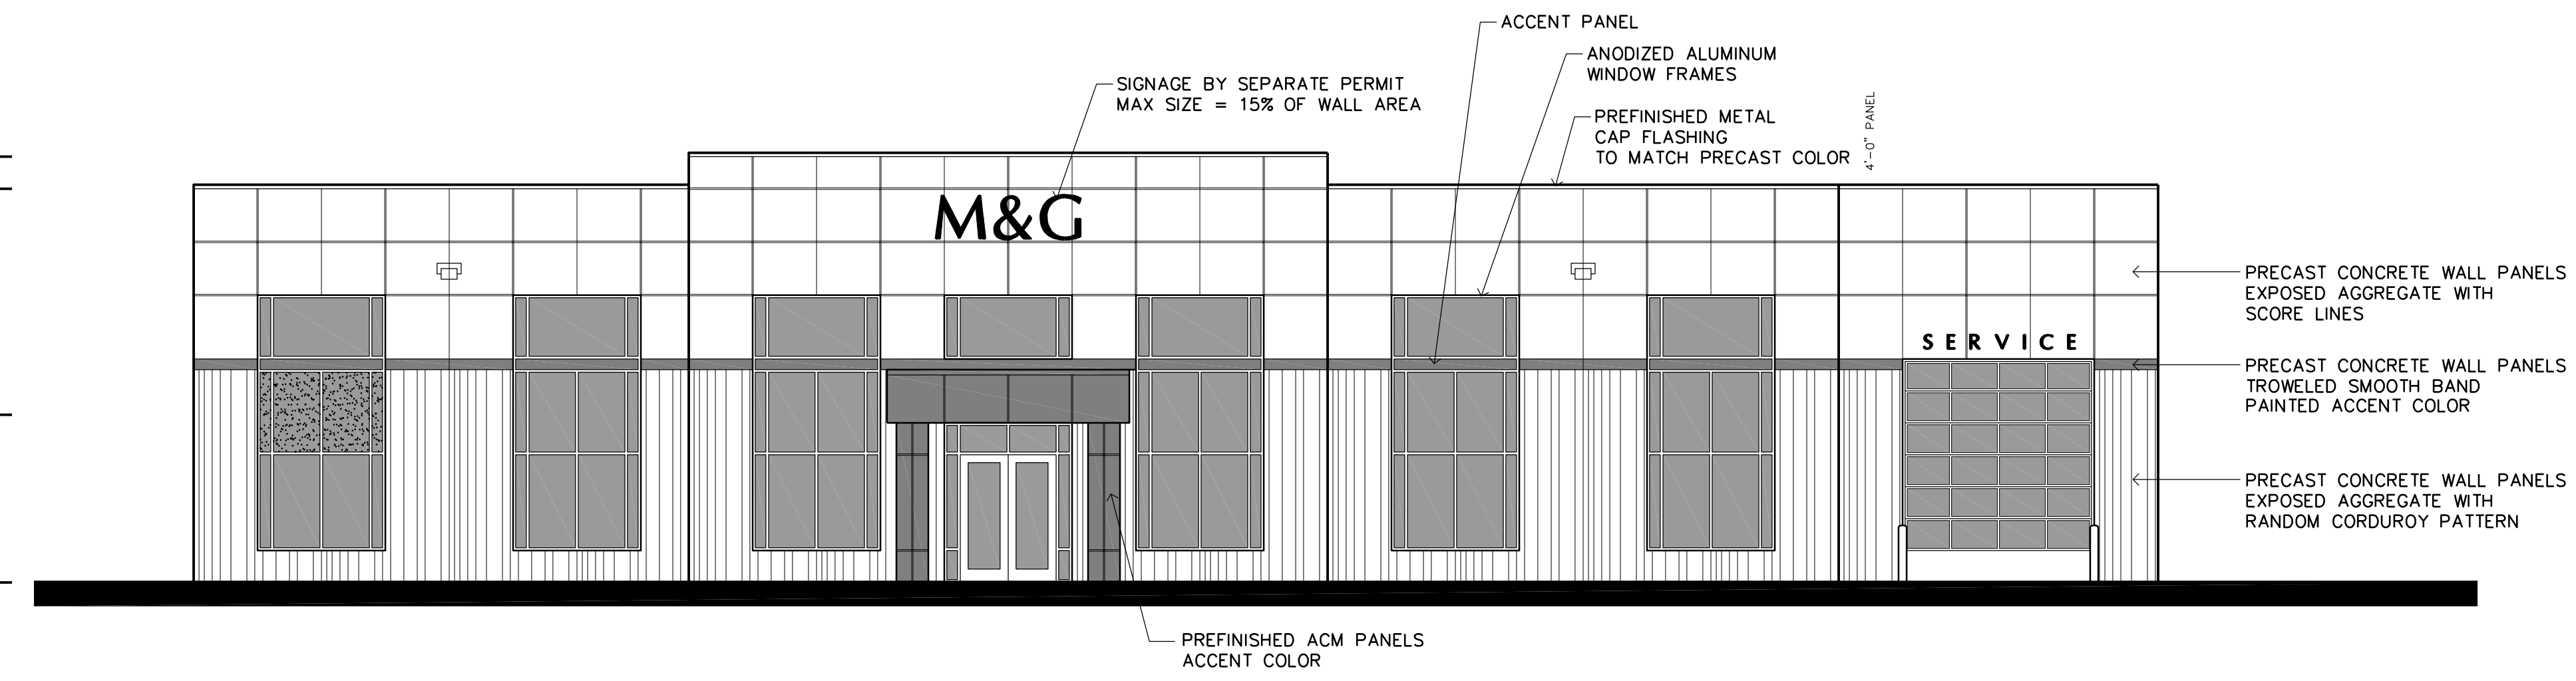 ACCENT PANEL
ANODIZED ALUMINUM
WINDOW FRAMES
SIGNAGE BY SEPARATE PERMIT
MAX SIZE = 15% OF WALL AREA
PREFINISHED METAL
CAP FLASHING
TO MATCH PRECAST COLOR
4'-0" PANEL
M&G
PRECAST CONCRETE WALL PANELS
EXPOSED AGGREGATE WITH
SCORE LINES
SERVICE
PRECAST CONCRETE WALL PANELS
TROWELED SMOOTH BAND
PAINTED ACCENT COLOR
PRECAST CONCRETE WALL PANELS
EXPOSED AGGREGATE WITH
RANDOM CORDUROY PATTERN
PREFINISHED ACM PANELS
ACCENT COLOR